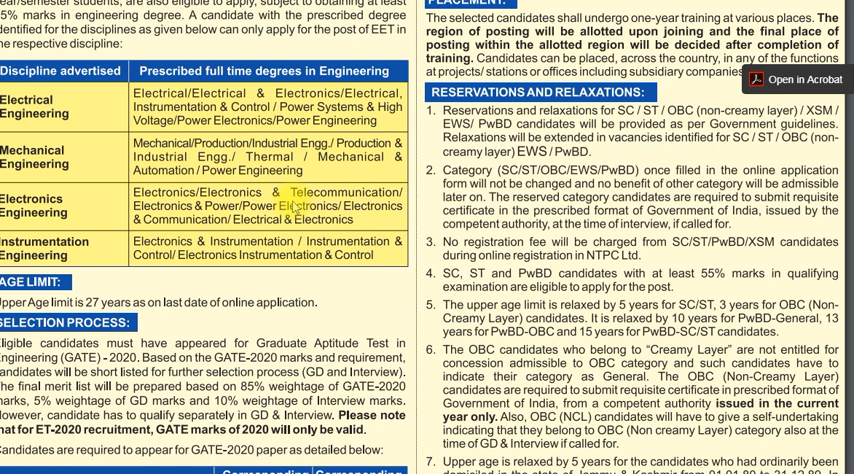 year/semester students, are also eligible to apply, subject to obtaining at least
5% marks in engineering degree. A candidate with the prescribed degree
dentified for the disciplines as given below can only apply for the post of EET in
he respective discipline:
Discipline advertised Prescribed full time degrees in Engineering
Electrical Engineering
Electrical/Electrical & Electronics/Electrical,
Instrumentation & Control / Power Systems & High
Voltage/Power Electronics/Power Engineering
Mechanical Engineering
Mechanical/Production/Industrial Engg./ Production &
Industrial Engg./ Thermal / Mechanical &
Automation / Power Engineering
Electronics Engineering
Electronics/Electronics & Telecommunication/
Electronics & Power/Power Electronics/ Electronics
& Communication/ Electrical & Electronics
Instrumentation Engineering
Electronics & Instrumentation / Instrumentation &
Control/ Electronics Instrumentation & Control
AGE LIMIT:
Upper Age limit is 27 years as on last date of online application.
SELECTION PROCESS:
Eligible candidates must have appeared for Graduate Aptitude Test in
Engineering (GATE) - 2020. Based on the GATE-2020 marks and requirement,
candidates will be short listed for further selection process (GD and Interview).
The final merit list will be prepared based on 85% weightage of GATE-2020
marks, 5% weightage of GD marks and 10% weightage of Interview marks.
However, candidate has to qualify separately in GD & Interview. Please note
hat for ET-2020 recruitment, GATE marks of 2020 will only be valid.
Candidates are required to appear for GATE-2020 paper as detailed below:
Corresponding Corresponding
PLACEMENT:
The selected candidates shall undergo one-year training at various places. The
region of posting will be allotted upon joining and the final place of
posting within the allotted region will be decided after completion of
training. Candidates can be placed, across the country, in any of the functions
at projects/ stations or offices including subsidiary companies
Open in Acrobat
RESERVATIONS AND RELAXATIONS:
1. Reservations and relaxations for SC / ST / OBC (non-creamy layer) / XSM /
EWS/ PwBD candidates will be provided as per Government guidelines.
Relaxations will be extended in vacancies identified for SC / ST / OBC (non-
creamy layer) EWS / PwBD.
2. Category (SC/ST/OBC/EWS/PwBD) once filled in the online application
form will not be changed and no benefit of other category will be admissible
later on. The reserved category candidates are required to submit requisite
certificate in the prescribed format of Government of India, issued by the
competent authority, at the time of interview, if called for.
3. No registration fee will be charged from SC/ST/PwBD/XSM candidates
during online registration in NTPC Ltd.
4. SC, ST and PwBD candidates with at least 55% marks in qualifying
examination are eligible to apply for the post.
5. The upper age limit is relaxed by 5 years for SC/ST, 3 years for OBC (Non-
Creamy Layer) candidates. It is relaxed by 10 years for PwBD-General, 13
years for PwBD-OBC and 15 years for PwBD-SC/ST candidates.
6. The OBC candidates who belong to “Creamy Layer” are not entitled for
concession admissible to OBC category and such candidates have to
indicate their category as General. The OBC (Non-Creamy Layer)
candidates are required to submit requisite certificate in prescribed format of
Government of India, from a competent authority issued in the current
year only. Also, OBC (NCL) candidates will have to give a self-undertaking
indicating that they belong to OBC (Non creamy layer) category also at the
time of GD & Interview if called for.
7. Upper age is relaxed by 5 years for the candidates who had ordinarily been